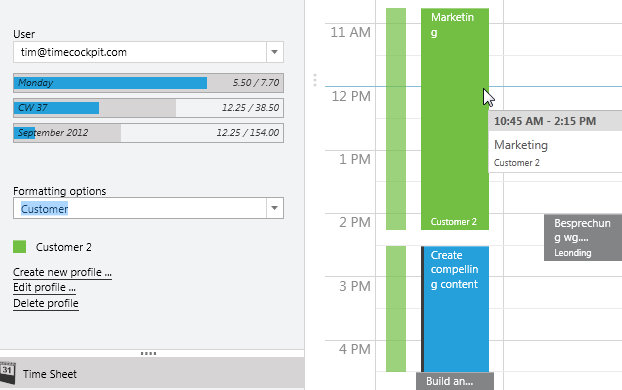 User
tim@timecockpit.com
Monday 5.50 / 7.70
CW 37 12.25 / 38.50
September 2012 12.25 / 154.00
Formatting options
Customer
Customer 2
Create new profile ...
Edit profile ...
Delete profile
31
Time Sheet
11 AM
12 PM
1 PM
2 PM
3 PM
4 PM
Marketin
g
Customer 2
10:45 AM - 2:15 PM
Marketing
Customer 2
Besprechun
g wg....
Leonding
Create
compellin
g content
Build an...